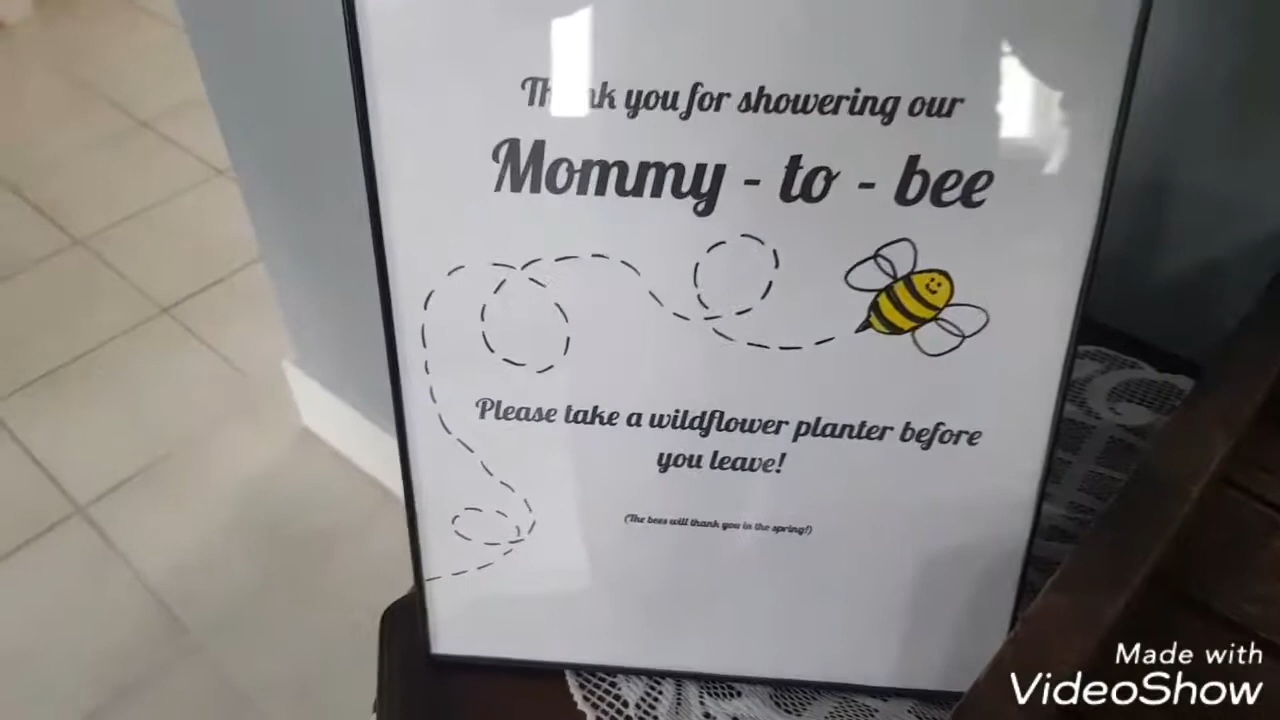 Thank you for showering our
Mommy - to - bee
Please take a wildflower planter before
you leave!
(The bees will thank you in the spring!)
Made with
VideoShow